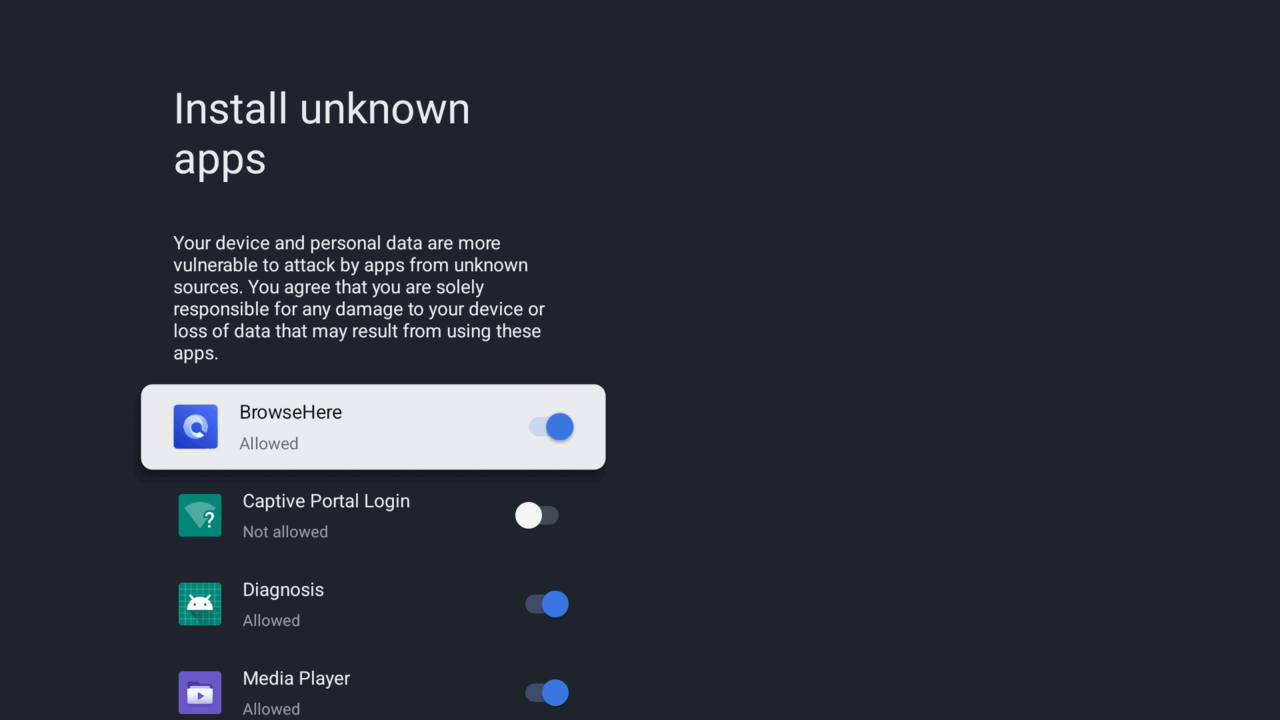 Install unknown
apps
Your device and personal data are more
vulnerable to attack by apps from unknown
sources. You agree that you are solely
responsible for any damage to your device or
loss of data that may result from using these
apps.
BrowseHere
Allowed
Captive Portal Login
Not allowed
Diagnosis
Allowed
Media Player
Allowed